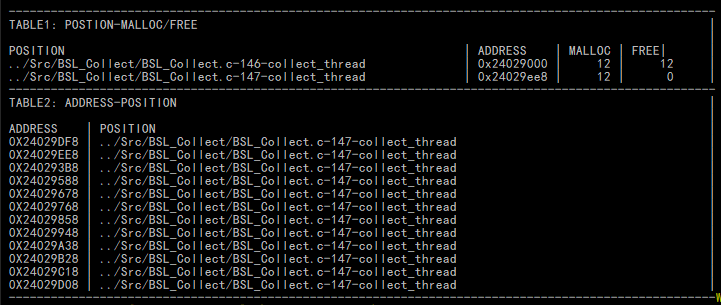 TABLE1: POSTION-MALLOC/FREE
POSITION | ADDRESS | MALLOC | FREE|
../Src/BSL_Collect/BSL_Collect.c-146-collect_thread | 0x24029000 | 12 | 12
../Src/BSL_Collect/BSL_Collect.c-147-collect_thread | 0x24029ee8 | 12 | 0
TABLE2: ADDRESS-POSITION
ADDRESS | POSITION
0X24029DF8 | ../Src/BSL_Collect/BSL_Collect.c-147-collect_thread
0X24029EE8 | ../Src/BSL_Collect/BSL_Collect.c-147-collect_thread
0X240293B8 | ../Src/BSL_Collect/BSL_Collect.c-147-collect_thread
0X24029588 | ../Src/BSL_Collect/BSL_Collect.c-147-collect_thread
0X24029678 | ../Src/BSL_Collect/BSL_Collect.c-147-collect_thread
0X24029768 | ../Src/BSL_Collect/BSL_Collect.c-147-collect_thread
0X24029858 | ../Src/BSL_Collect/BSL_Collect.c-147-collect_thread
0X24029948 | ../Src/BSL_Collect/BSL_Collect.c-147-collect_thread
0X24029A38 | ../Src/BSL_Collect/BSL_Collect.c-147-collect_thread
0X24029B28 | ../Src/BSL_Collect/BSL_Collect.c-147-collect_thread
0X24029C18 | ../Src/BSL_Collect/BSL_Collect.c-147-collect_thread
0X24029D08 | ../Src/BSL_Collect/BSL_Collect.c-147-collect_thread